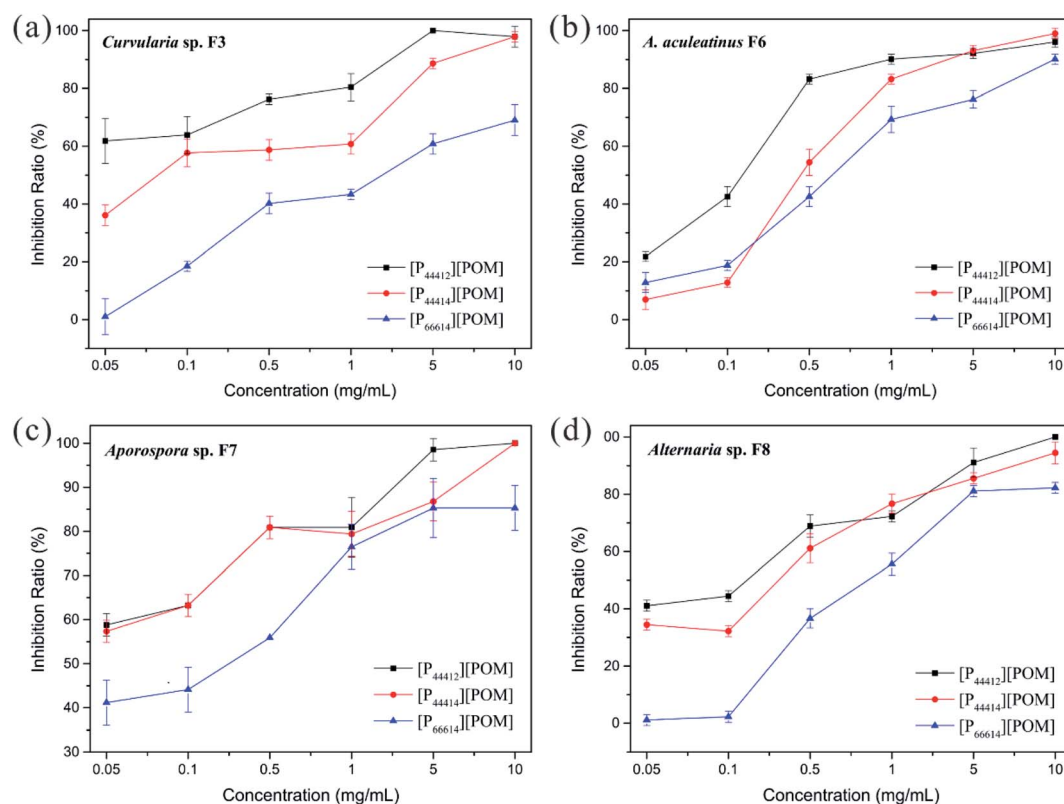 (a)
Curvularia sp. F3
100
80
60
40
20
0
Inhibition Ratio (%)
[P44412][POM]
[P44414][POM]
[P66614][POM]
0.05 0.1 0.5 1 5 10
Concentration (mg/mL)
(b)
A. aculeatinus F6
100
80
60
40
20
0
Inhibition Ratio (%)
[P44412][POM]
[P44414][POM]
[P66614][POM]
0.05 0.1 0.5 1 5 10
Concentration (mg/mL)
(c)
Aporospora sp. F7
100
90
80
70
60
50
40
30
Inhibition Ratio (%)
[P44412][POM]
[P44414][POM]
[P66614][POM]
0.05 0.1 0.5 1 5 10
Concentration (mg/mL)
(d)
Alternaria sp. F8
00
80
60
40
20
0
Inhibition Ratio (%)
[P44412][POM]
[P44414][POM]
[P66614][POM]
0.05 0.1 0.5 1 5 10
Concentration (mg/mL)